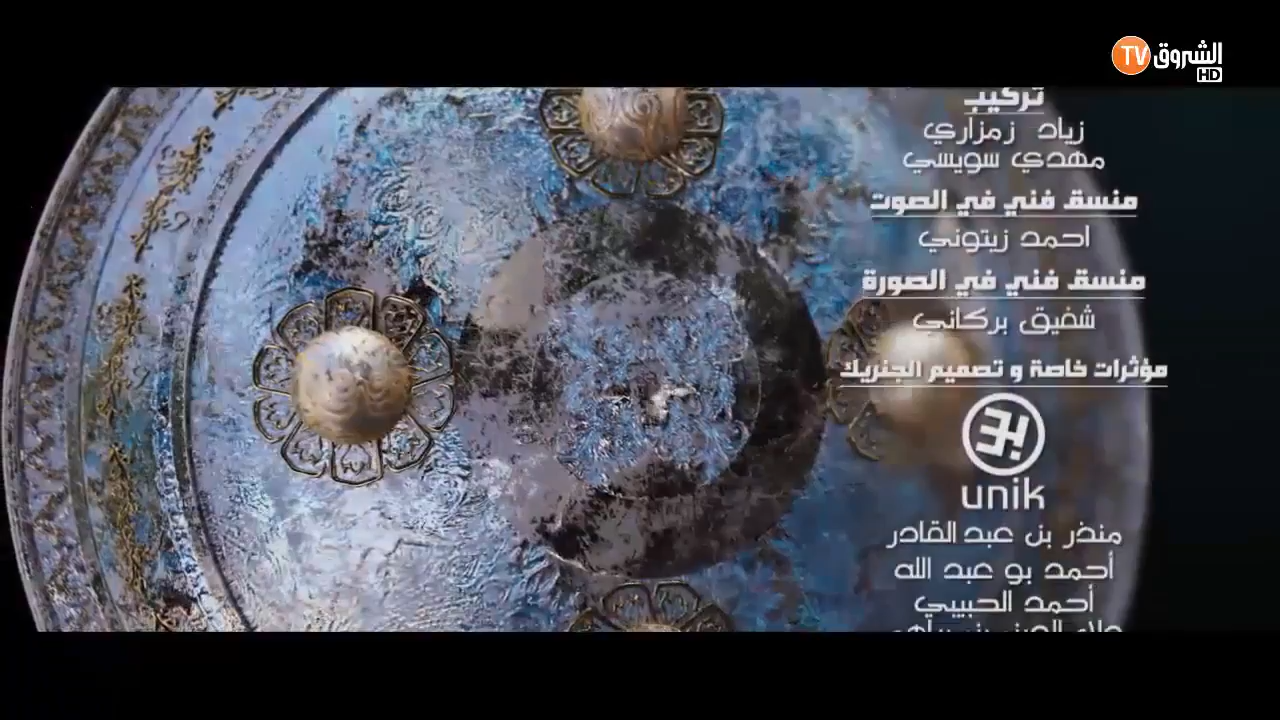 TV الشروق
HD
تركيب
زياد زمزاري
مهدي سويسي
منسق فني في الصوت
احمد زيتوني
منسق فني في الصورة
شفيق بركاني
مؤثرات خاصة و تصميم الجنريك
unik
منذر بن عبد القادر
أحمد بو عبد الله
أحمد الحبيبي